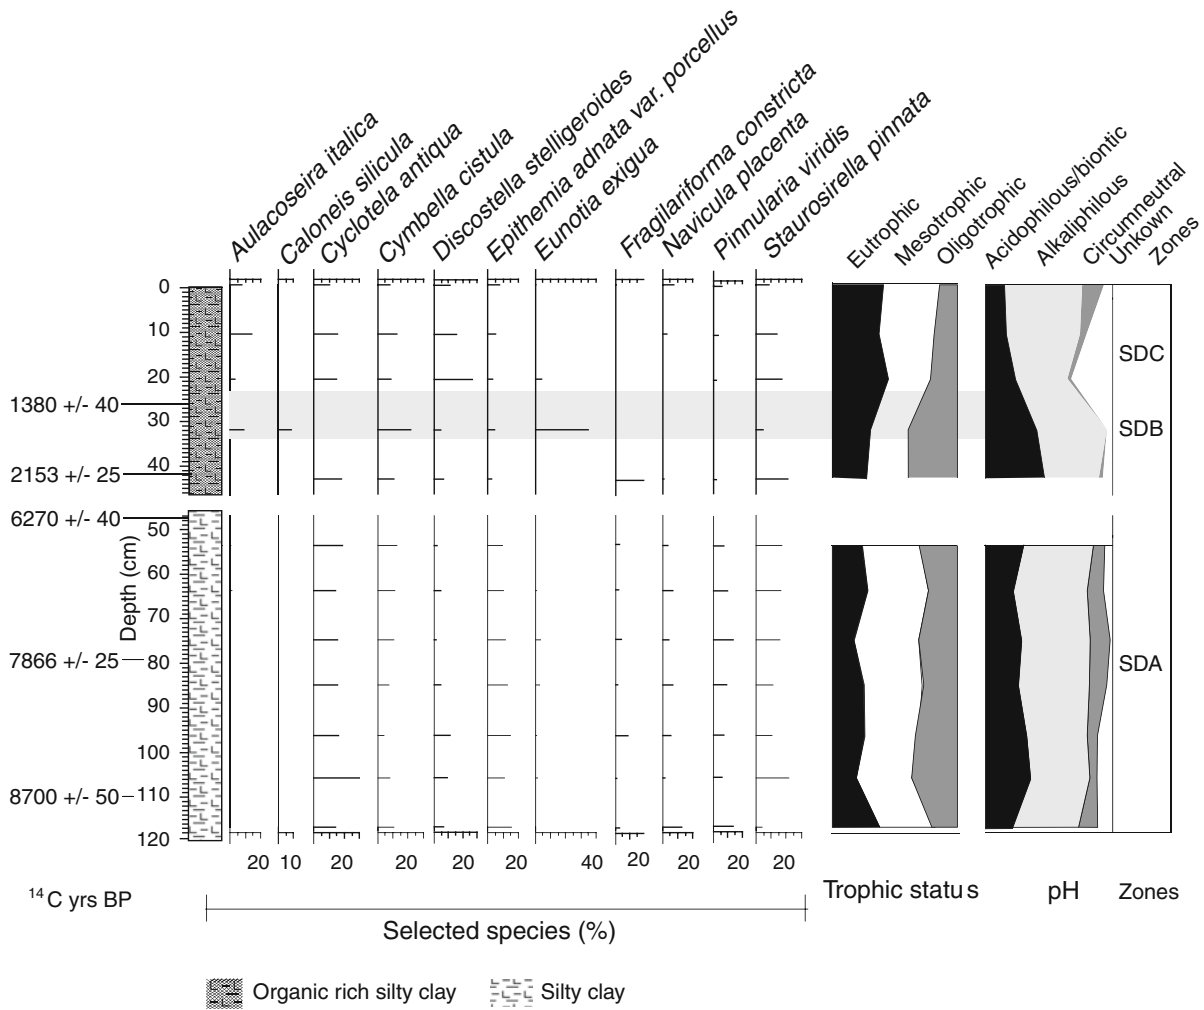 Aulacoseira italica
Caloneis silicula
Cyclotela antiqua
Cymbella cistula
Discostella stelligeroides
Epithemia adnata var. porcellus
Eunotia exigua
Fragilariforma constricta
Navicula placenta
Pinnularia viridis
Staurosirella pinnata
Eutrophic
Mesotrophic
Oligotrophic
Acidophilous/biontic
Alkaliphilous
Circumneutral
Unkown
Zones
0
10
20
1380 +/- 40
30
40
2153 +/- 25
6270 +/- 40
50
60
70
Depth (cm)
7866 +/- 25
80
90
100
8700 +/- 50
110
120
SDC
SDB
SDA
20 10 20 20 20 20 40 20 20 20 20
14C yrs BP
Trophic status pH Zones
Selected species (%)
Organic rich silty clay Silty clay